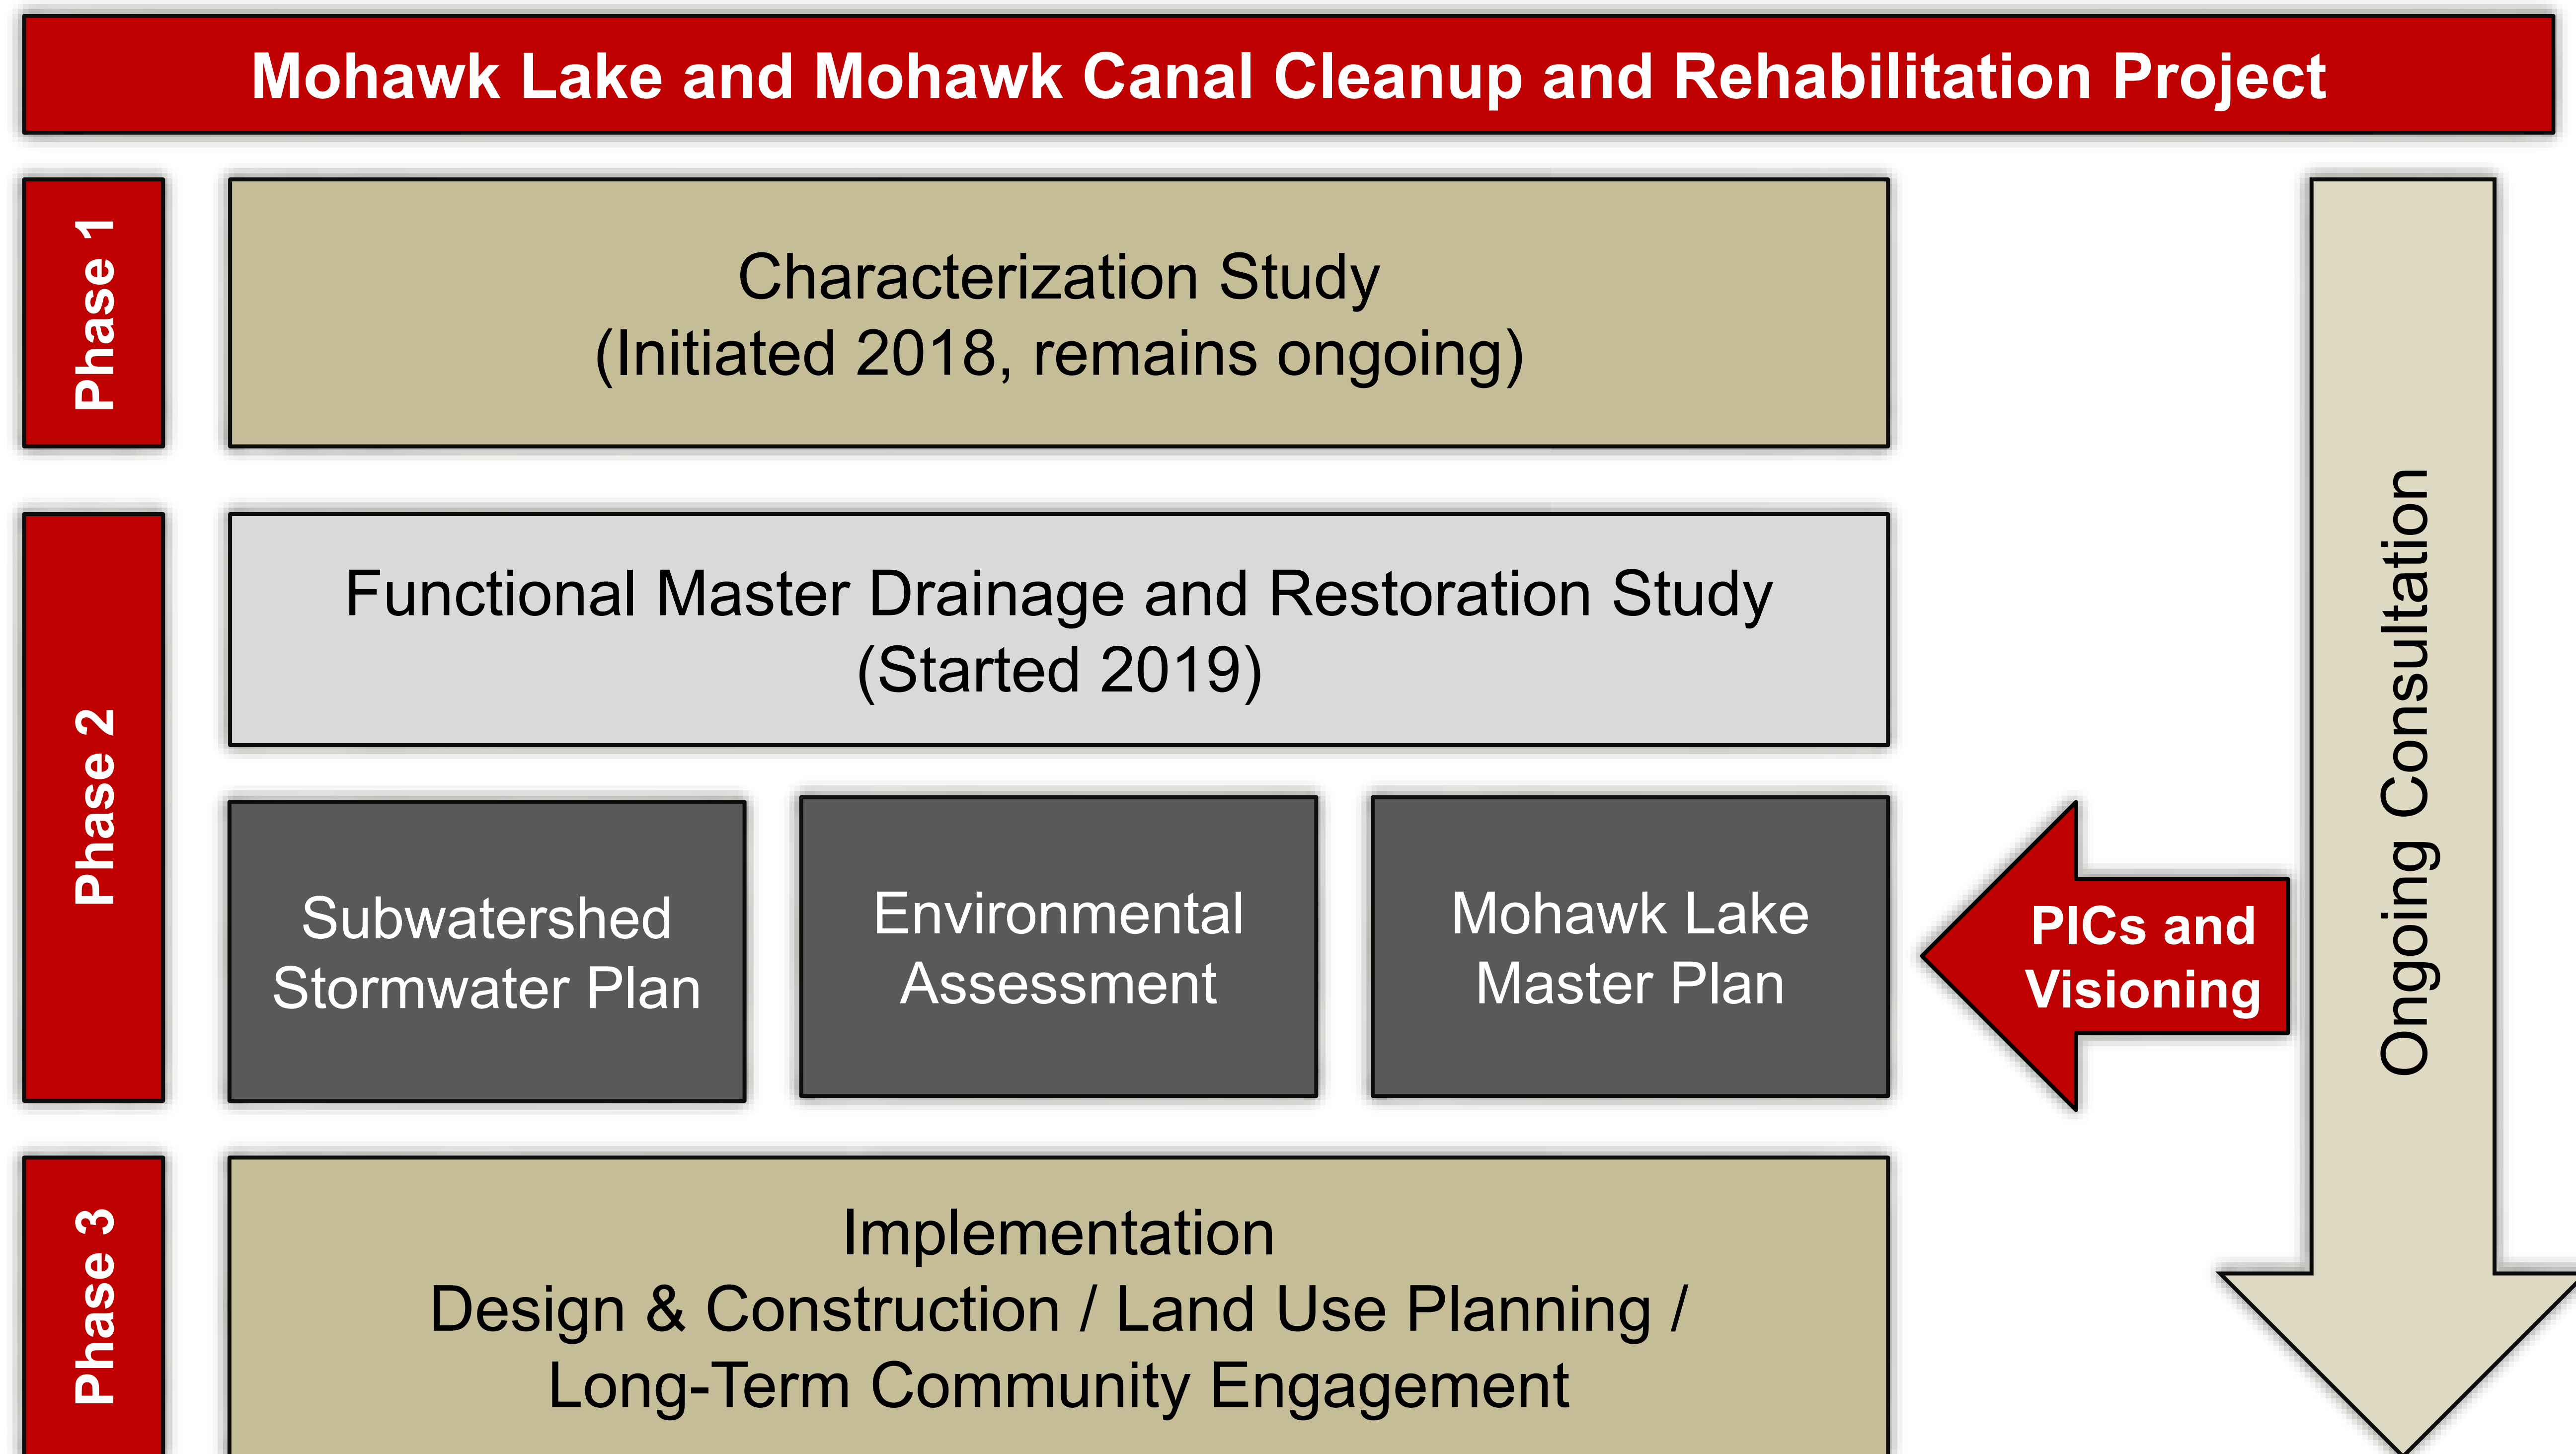 Mohawk Lake and Mohawk Canal Cleanup and Rehabilitation Project
Phase 1
Characterization Study
(Initiated 2018, remains ongoing)
Phase 2
Functional Master Drainage and Restoration Study
(Started 2019)
Subwatershed
Stormwater Plan
Environmental
Assessment
Mohawk Lake
Master Plan
PICs and
Visioning
Ongoing Consultation
Phase 3
Implementation
Design & Construction / Land Use Planning /
Long-Term Community Engagement